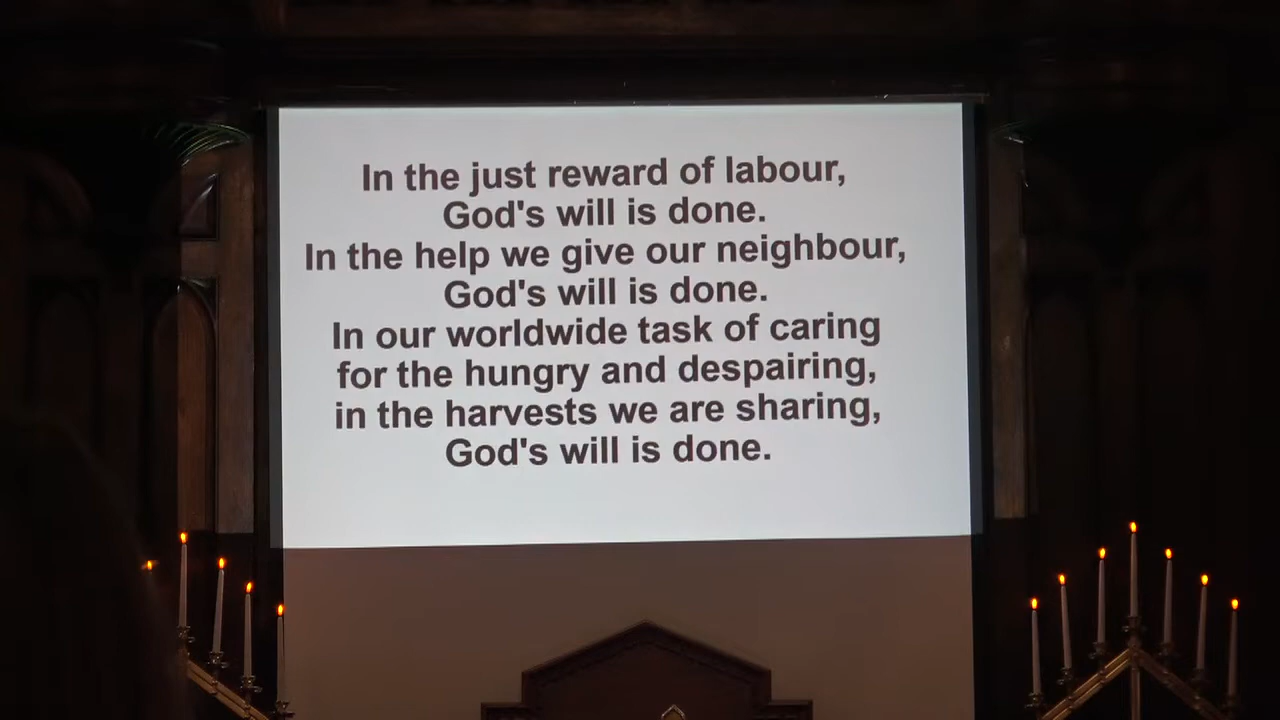 In the just reward of labour,
God's will is done.
In the help we give our neighbour,
God's will is done.
In our worldwide task of caring
for the hungry and despairing,
in the harvests we are sharing,
God's will is done.